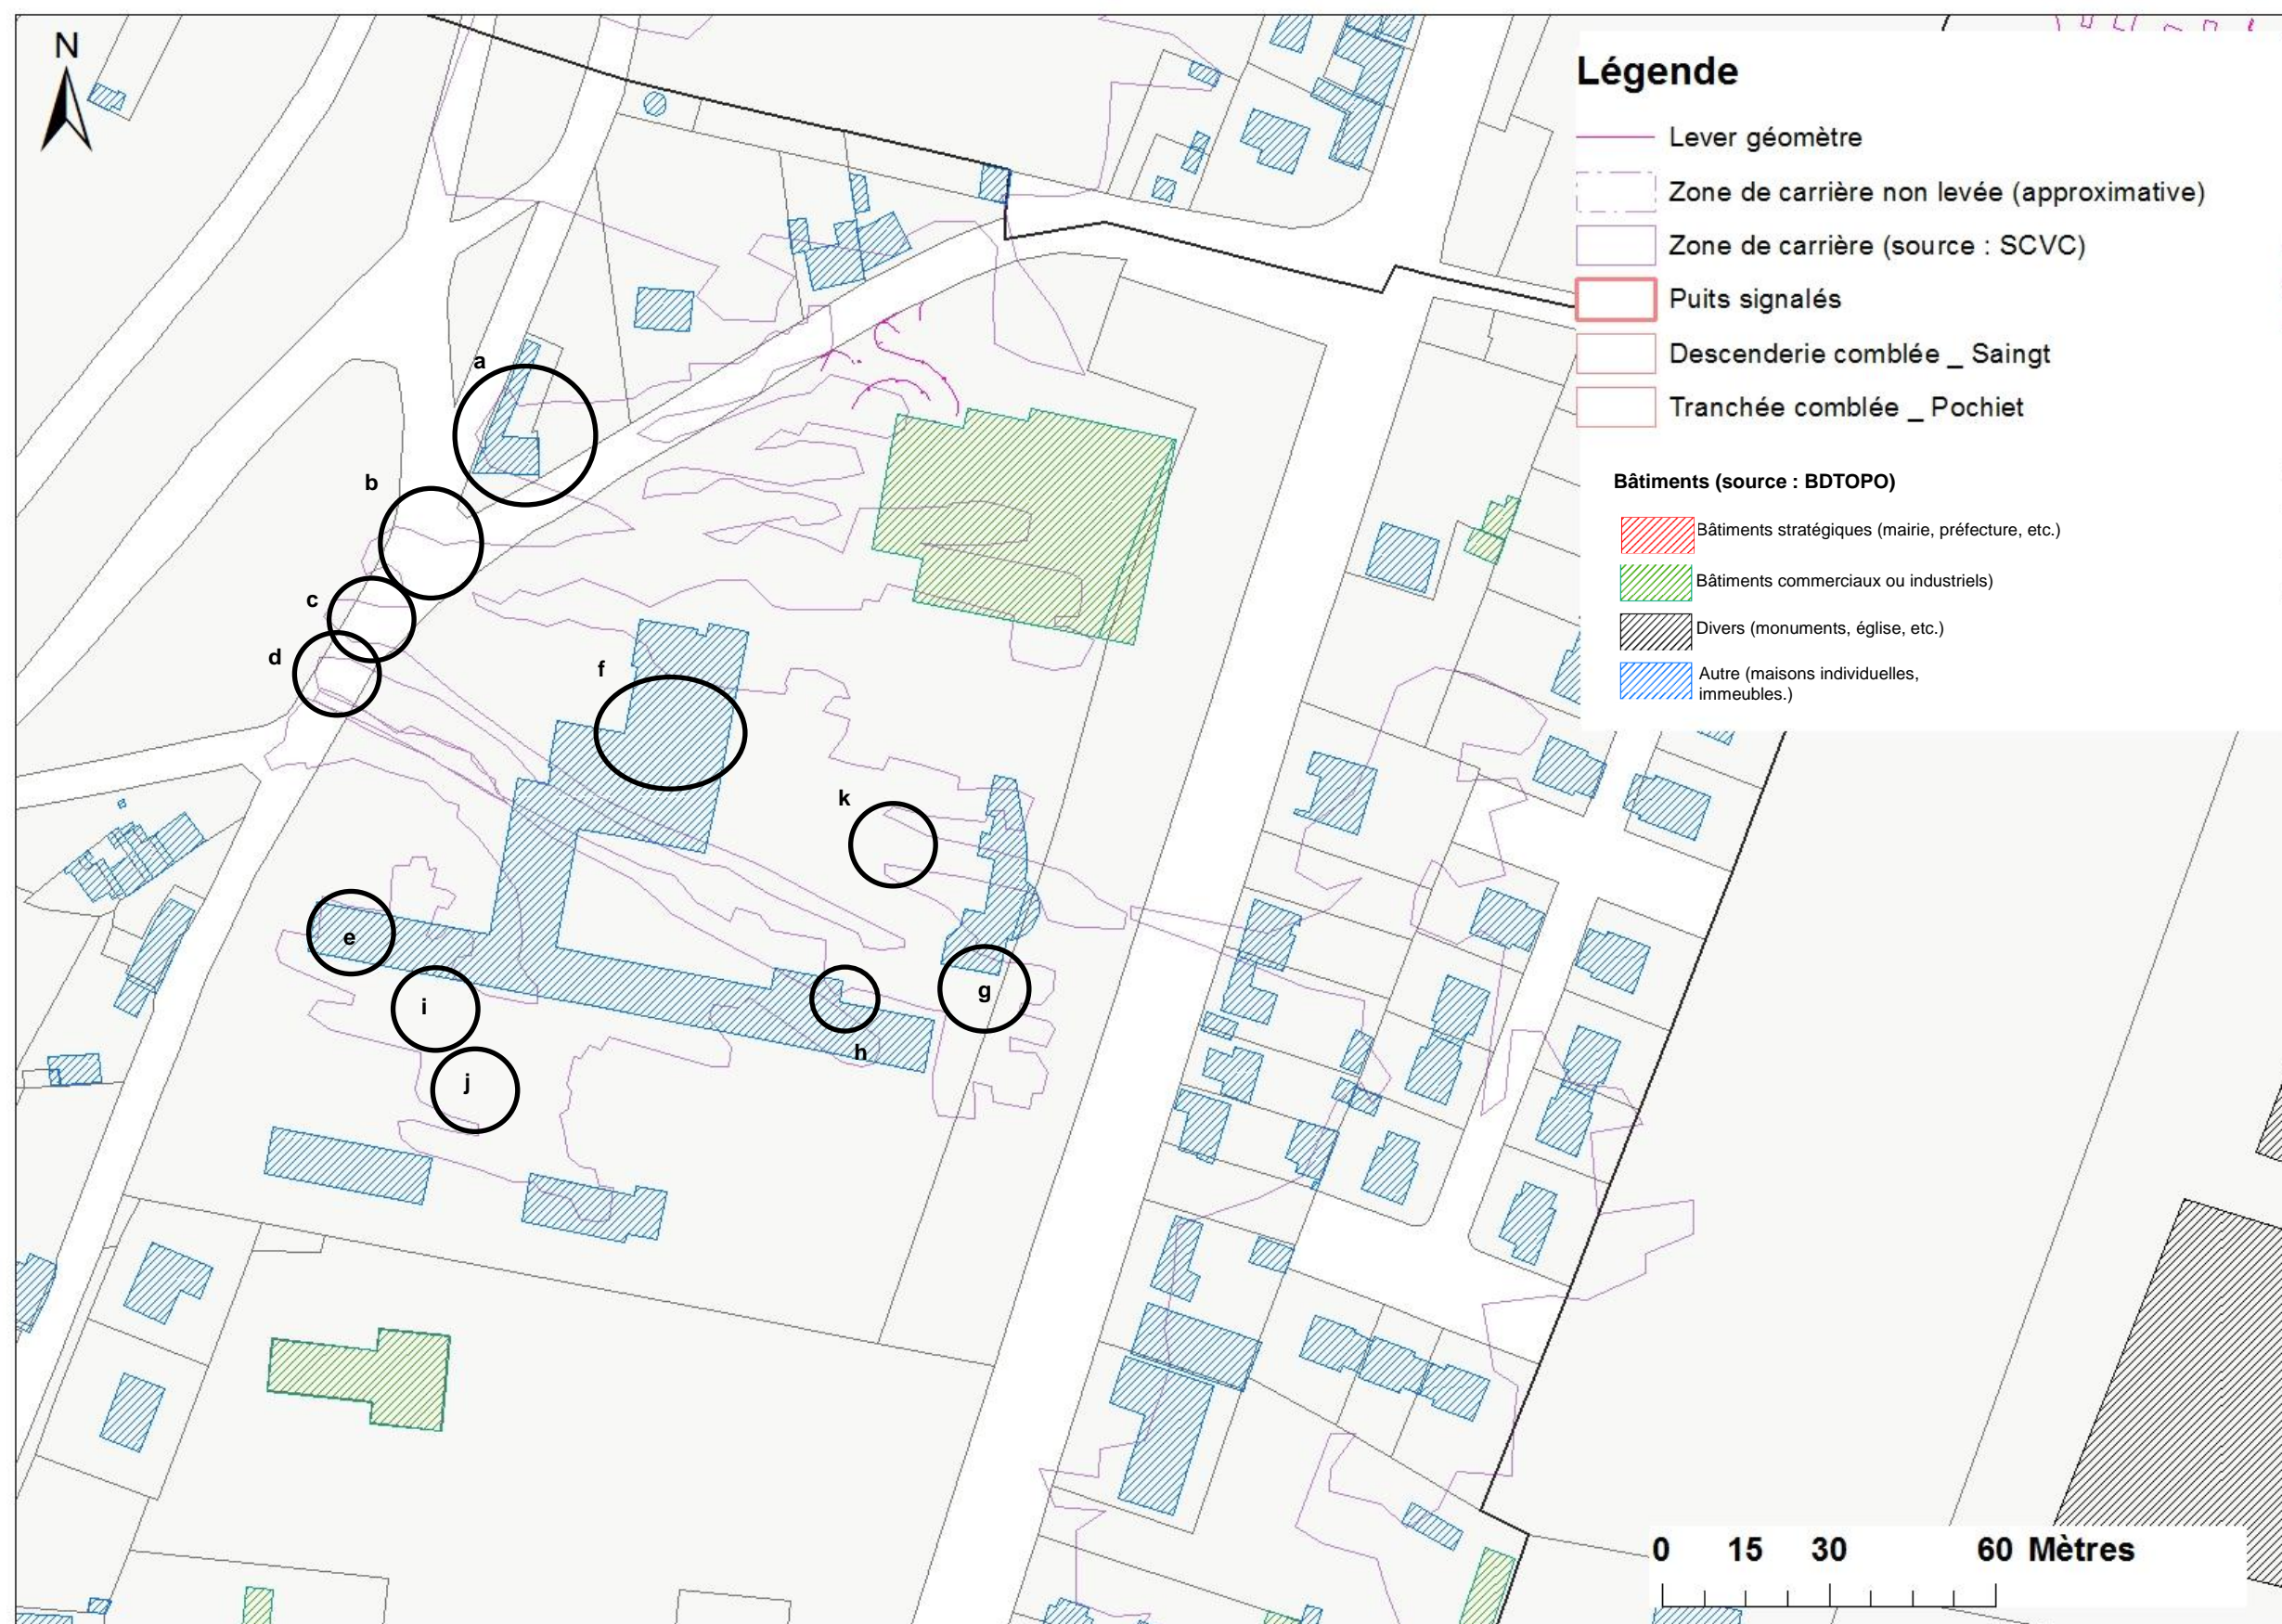 N
Légende
Lever géomètre
Zone de carrière non levée (approximative)
Zone de carrière (source : SCVC)
Puits signalés
Descenderie comblée _ Saingt
Tranchée comblée _ Pochiet
Bâtiments (source : BDTOPO)
Bâtiments stratégiques (mairie, préfecture, etc.)
Bâtiments commerciaux ou industriels)
Divers (monuments, église, etc.)
Autre (maisons individuelles,
immeubles.)
a
b
c
d
f
k
e
i
g
h
j
0 15 30 60 Mètres